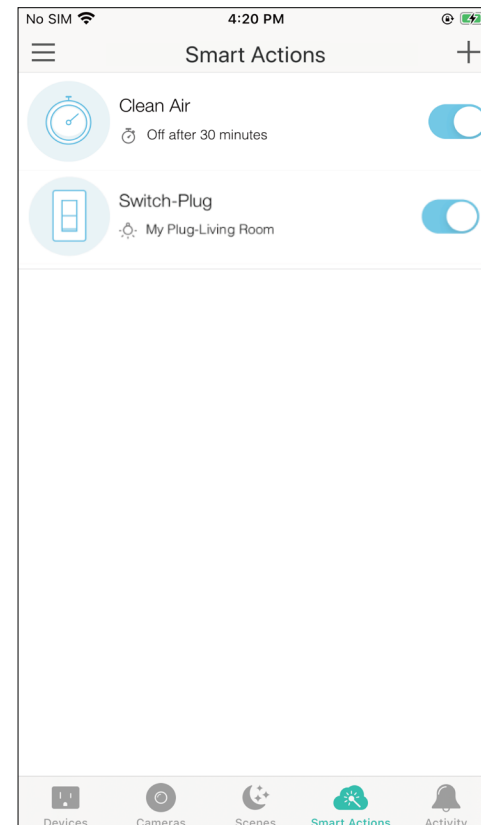 No SIM 4:20 PM
Smart Actions
Clean Air
Off after 30 minutes
Switch-Plug
My Plug-Living Room
Devices Cameras Scenes Smart Actions Activity